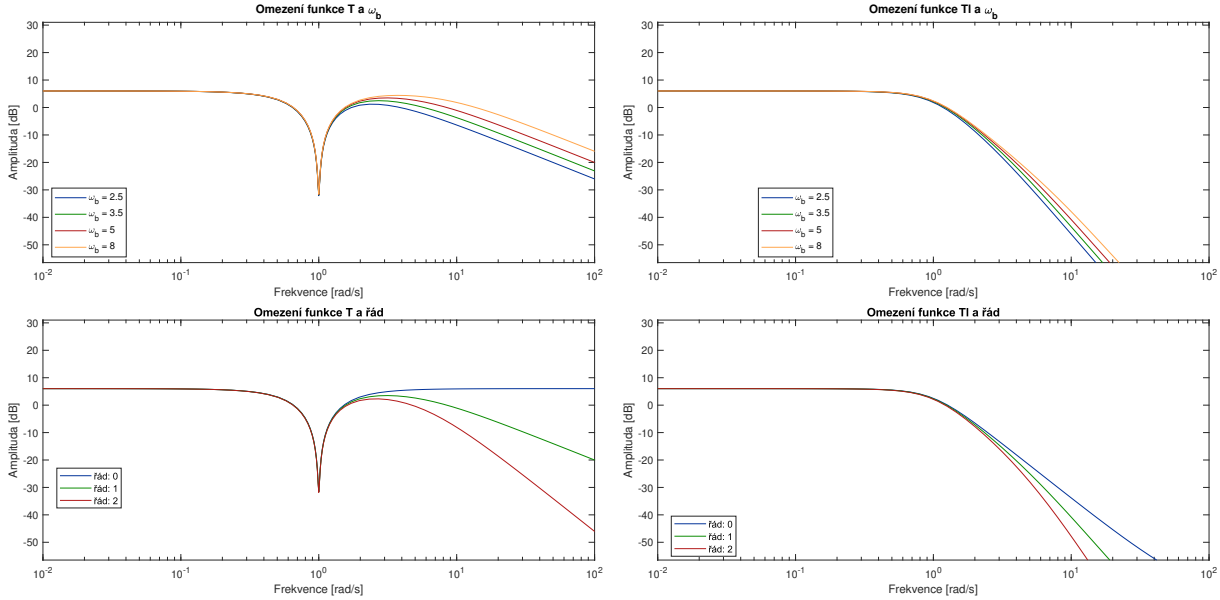 Omezení funkce T a ω_b
30
20
10
0
-10
-20
-30
-40
-50
Amplituda [dB]
ω_b = 2.5
ω_b = 3.5
ω_b = 5
ω_b = 8
10^-2 10^-1 10^0 10^1 10^2
Frekvence [rad/s]
Omezení funkce TI a ω_b
30
20
10
0
-10
-20
-30
-40
-50
Amplituda [dB]
ω_b = 2.5
ω_b = 3.5
ω_b = 5
ω_b = 8
10^-2 10^-1 10^0 10^1 10^2
Frekvence [rad/s]
Omezení funkce T a řád
30
20
10
0
-10
-20
-30
-40
-50
Amplituda [dB]
řád: 0
řád: 1
řád: 2
10^-2 10^-1 10^0 10^1 10^2
Frekvence [rad/s]
Omezení funkce TI a řád
30
20
10
0
-10
-20
-30
-40
-50
Amplituda [dB]
řád: 0
řád: 1
řád: 2
10^-2 10^-1 10^0 10^1 10^2
Frekvence [rad/s]